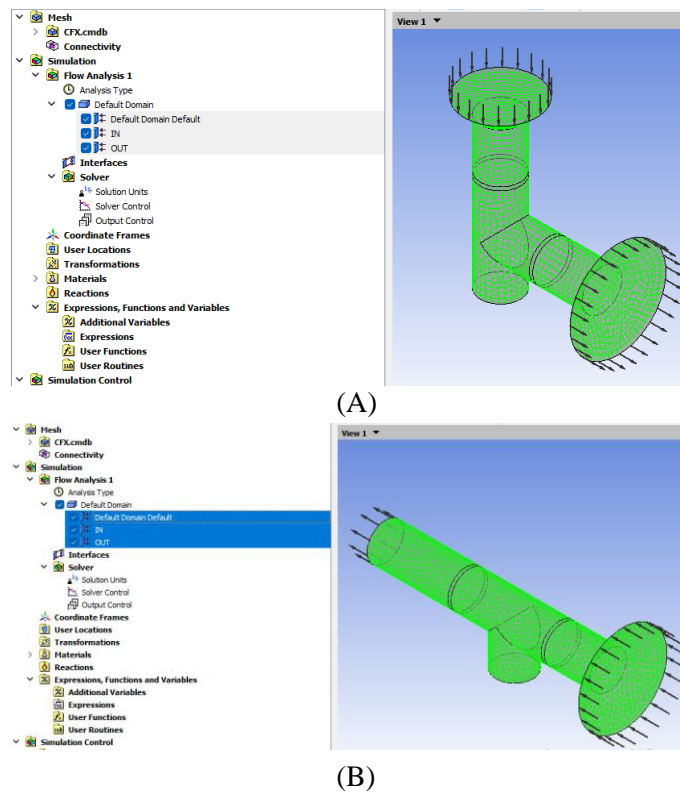 Mesh
CFX.cmdb
Connectivity
Simulation
Flow Analysis 1
Analysis Type
Default Domain
Default Domain Default
IN
OUT
Interfaces
Solver
Solution Units
Solver Control
Output Control
Coordinate Frames
User Locations
Transformations
Materials
Reactions
Expressions, Functions and Variables
Additional Variables
Expressions
User Functions
User Routines
Simulation Control
View 1
(A)
Mesh
CFX.cmdb
Connectivity
Simulation
Flow Analysis 1
Analysis Type
Default Domain
Default Domain Default
IN
OUT
Interfaces
Solver
Solution Units
Solver Control
Output Control
Coordinate Frames
User Locations
Transformations
Materials
Reactions
Expressions, Functions and Variables
Additional Variables
Expressions
User Functions
User Routines
Simulation Control
View 1
(B)